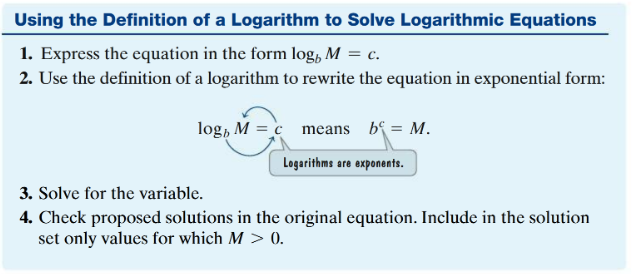 Using the Definition of a Logarithm to Solve Logarithmic Equations
1. Express the equation in the form log_b M = c.
2. Use the definition of a logarithm to rewrite the equation in exponential form:
log_b M = c means b^c = M.
Logarithms are exponents.
3. Solve for the variable.
4. Check proposed solutions in the original equation. Include in the solution
set only values for which M > 0.